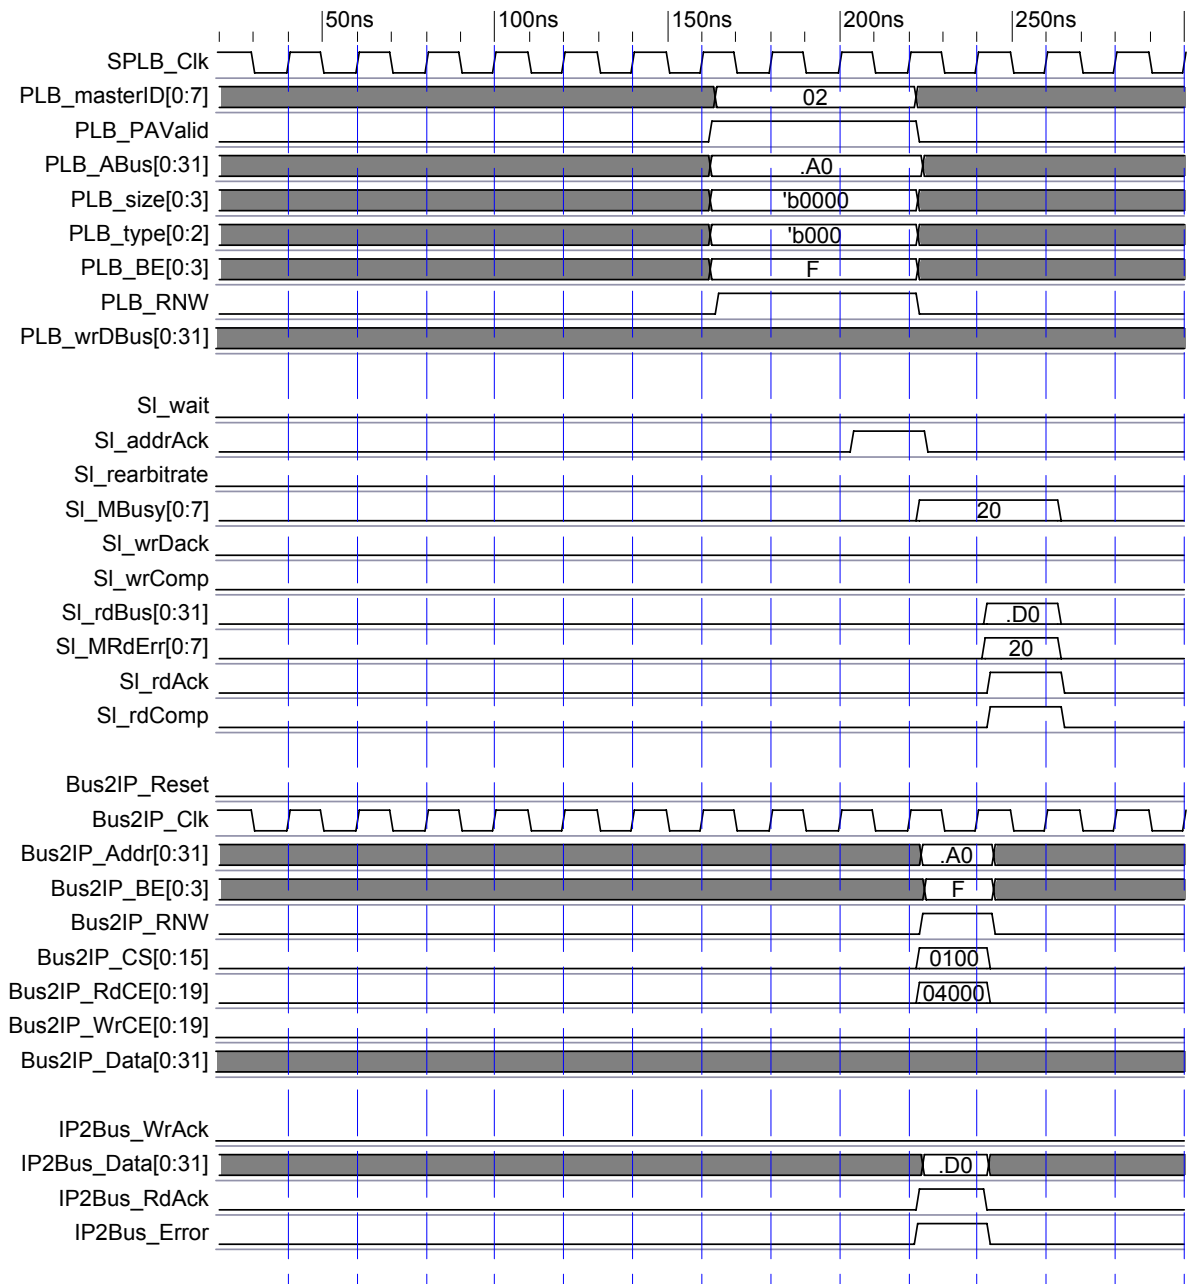 50ns 100ns 150ns 200ns 250ns
SPLB_Clk
PLB_masterID[0:7] 02
PLB_PAValid
PLB_ABus[0:31] .A0
PLB_size[0:3] 'b0000
PLB_type[0:2] 'b000
PLB_BE[0:3] F
PLB_RNW
PLB_wrDBus[0:31]
Sl_wait
Sl_addrAck
Sl_rearbitrate
Sl_MBusy[0:7] 20
Sl_wrDack
Sl_wrComp
Sl_rdBus[0:31] .D0
Sl_MRdErr[0:7] 20
Sl_rdAck
Sl_rdComp
Bus2IP_Reset
Bus2IP_Clk
Bus2IP_Addr[0:31] .A0
Bus2IP_BE[0:3] F
Bus2IP_RNW
Bus2IP_CS[0:15] 0100
Bus2IP_RdCE[0:19] 04000
Bus2IP_WrCE[0:19]
Bus2IP_Data[0:31]
IP2Bus_WrAck
IP2Bus_Data[0:31] .D0
IP2Bus_RdAck
IP2Bus_Error